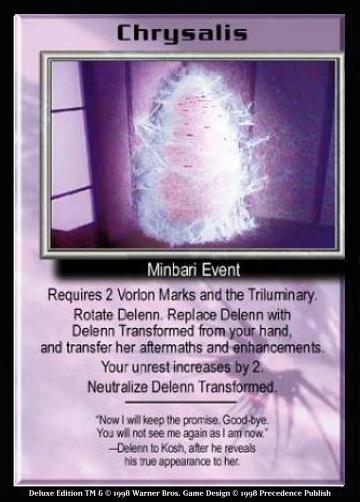 Chrysalis
Minbari Event
Requires 2 Vorlon Marks and the Triluminary.
Rotate Delenn. Replace Delenn with
Delenn Transformed from your hand,
and transfer her aftermaths and enhancements.
Your unrest increases by 2.
Neutralize Delenn Transformed.
"Now I will keep the promise. Good-bye.
You will not see me again as I am now."
—Delenn to Kosh, after he reveals
his true appearance to her.
Deluxe Edition TM & © 1998 Warner Bros. Game Design © 1998 Precedence Publish